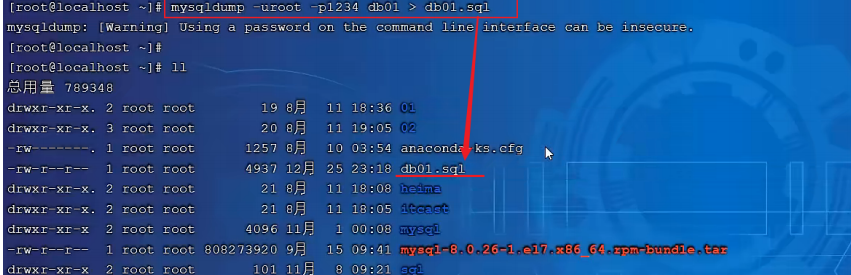 [root@localhost ~]# mysqldump -uroot -p1234 db01 > db01.sql
mysqldump: [Warning] Using a password on the command line interface can be insecure.
[root@localhost ~]#
[root@localhost ~]# ll
总用量 789348
drwxr-xr-x. 2 root root 19 8月 11 18:36 01
drwxr-xr-x. 3 root root 20 8月 11 19:05 02
-rw-------. 1 root root 1257 8月 10 03:54 anaconda-ks.cfg
-rw-r--r-- 1 root root 4937 12月 25 23:18 db01.sql
drwxr-xr-x. 2 root root 21 8月 11 18:08 heima
drwxr-xr-x. 2 root root 21 8月 11 18:05 itcast
drwxr-xr-x 2 root root 4096 11月 1 00:08 mysql
-rw-r--r-- 1 root root 808273920 9月 15 09:41 mysql-8.0.26-1.el7.x86_64.rpm-bundle.tar
drwxr-xr-x 2 root root 101 11月 8 09:21 sql